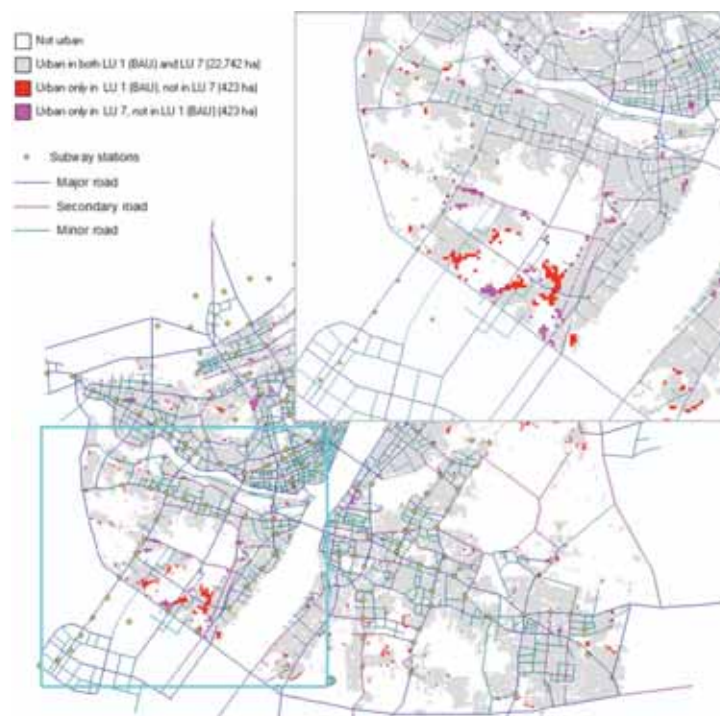 Not urban
Urban in both LU 1 (BAU) and LU 7 (22,742 ha)
Urban only in LU 1 (BAU), not in LU 7 (423 ha)
Urban only in LU 7, not in LU 1 (BAU) (423 ha)
Subway stations
Major road
Secondary road
Minor road